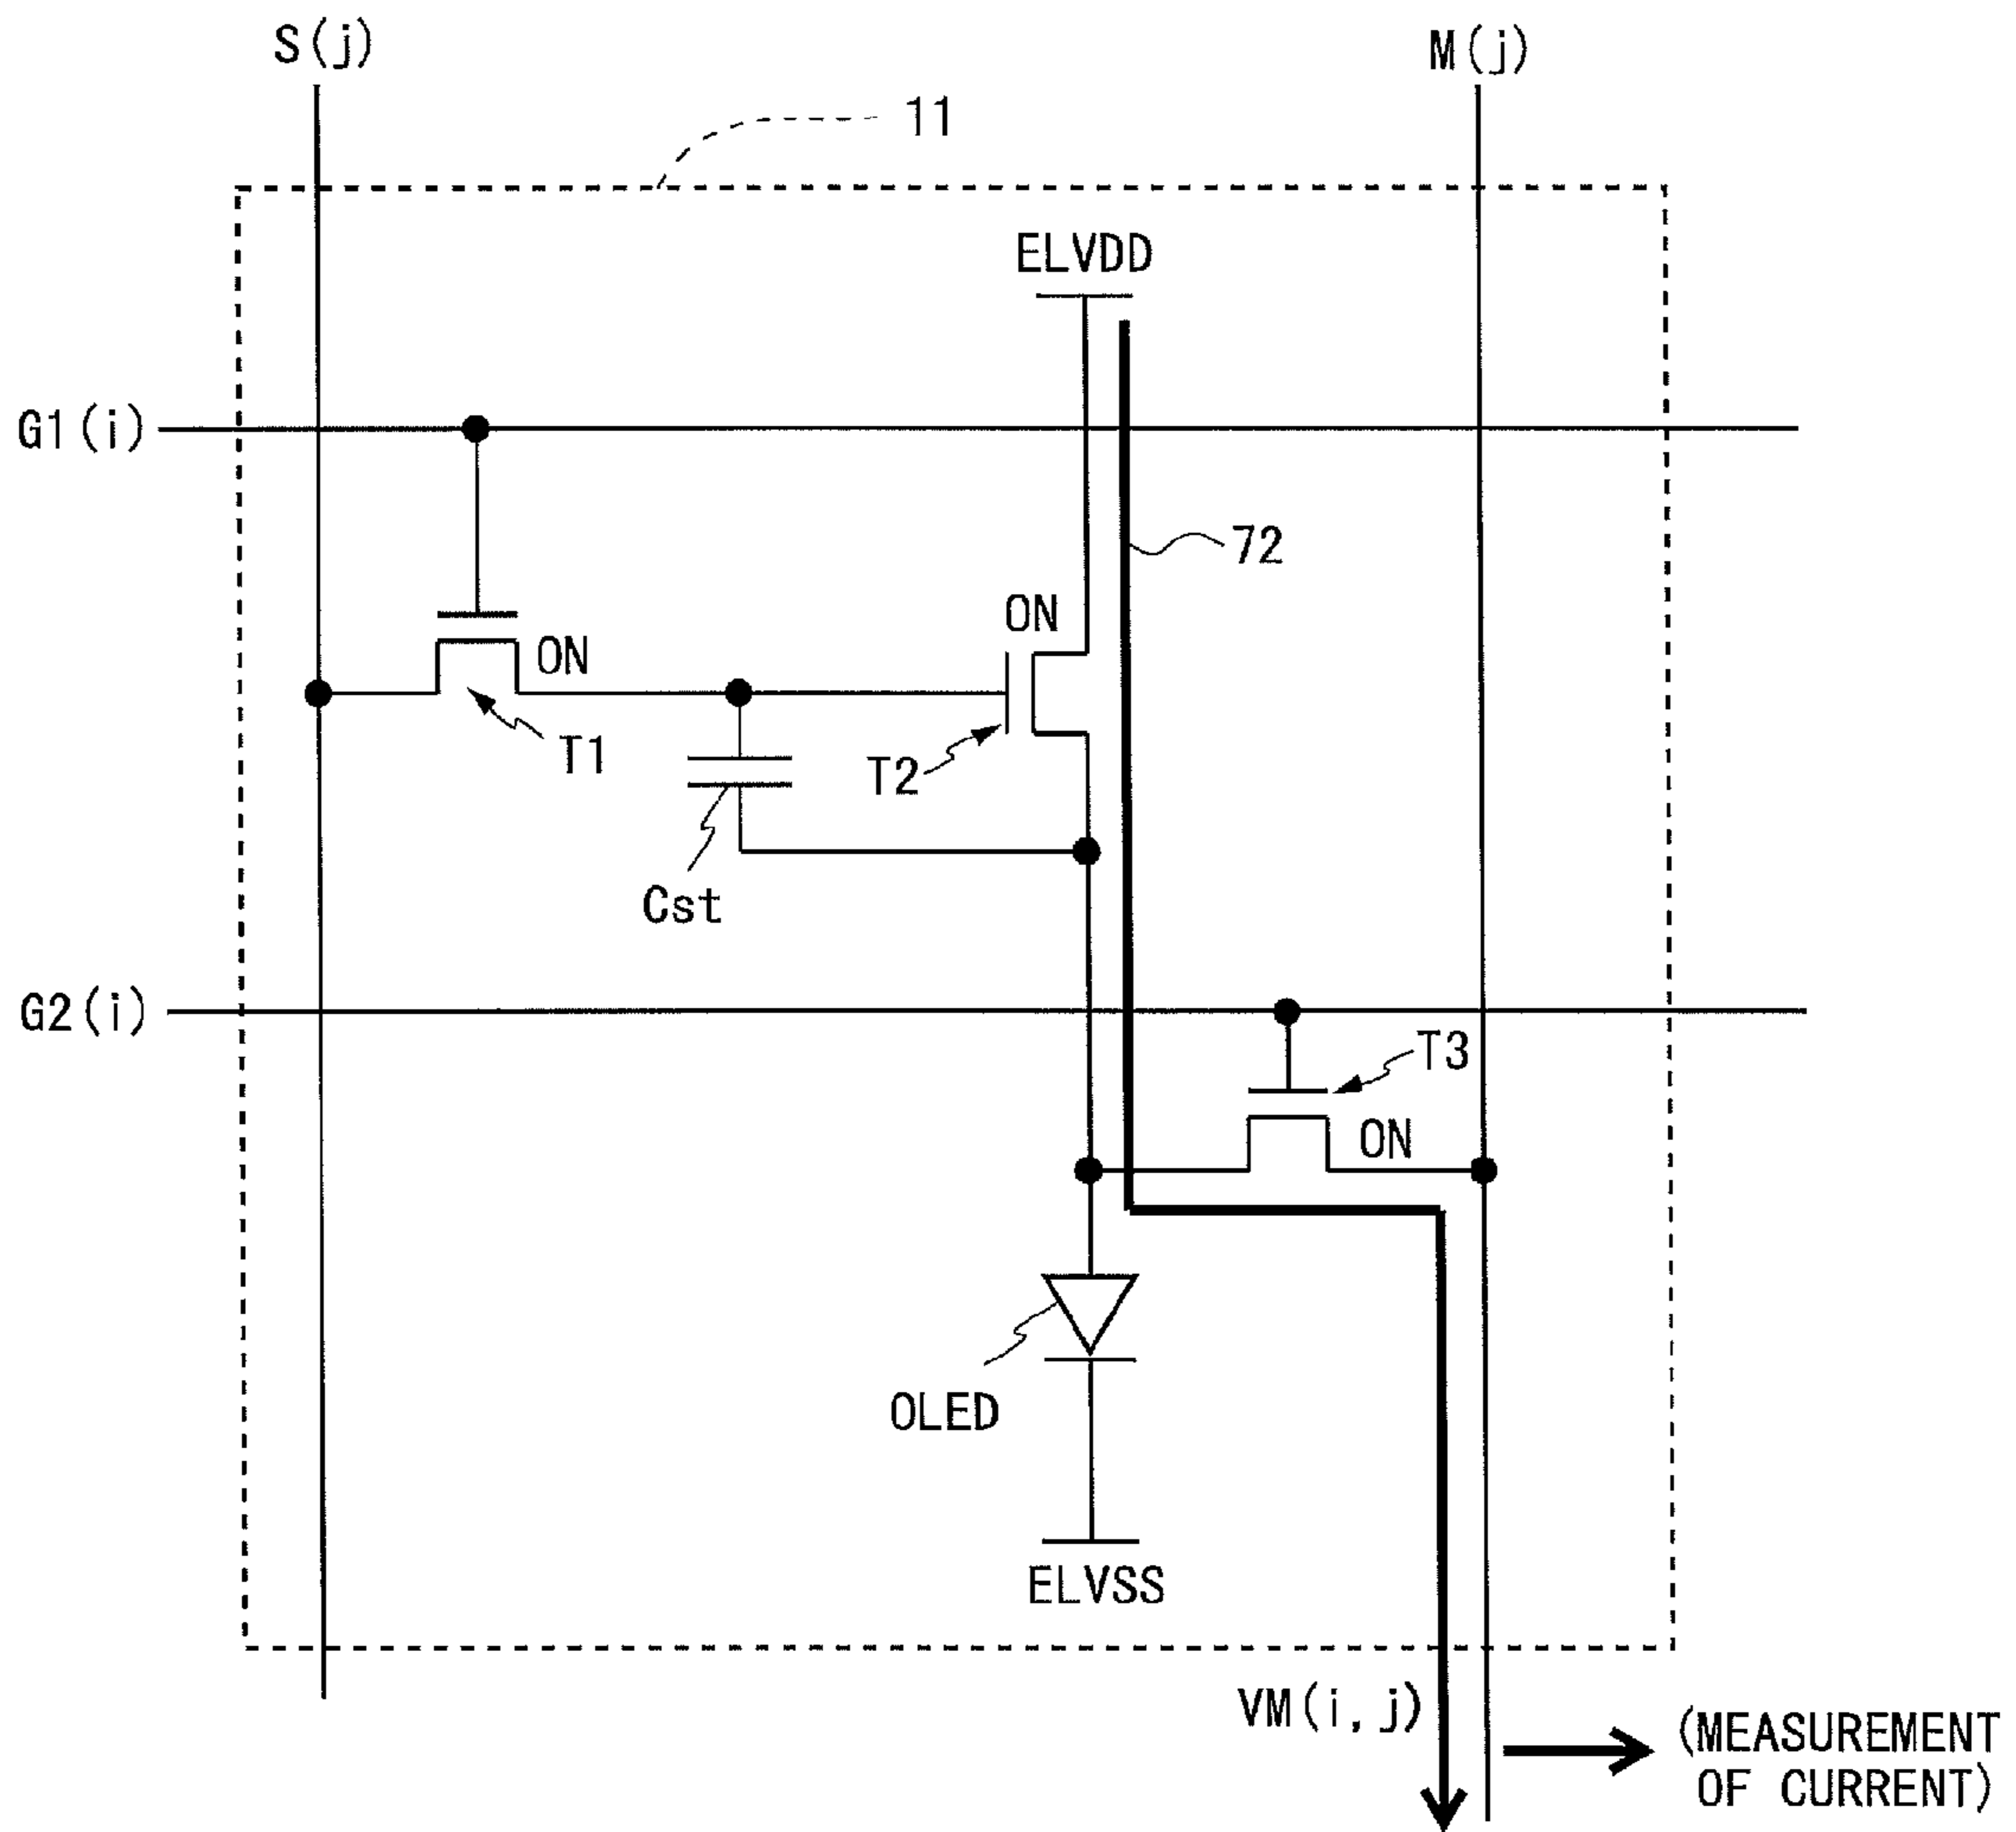 S(j)
M(j)
11
ELVDD
G1(i)
72
ON
ON
T1
T2
Cst
G2(i)
T3
ON
OLED
ELVSS
VM(i,j)
(MEASUREMENT
OF CURRENT)